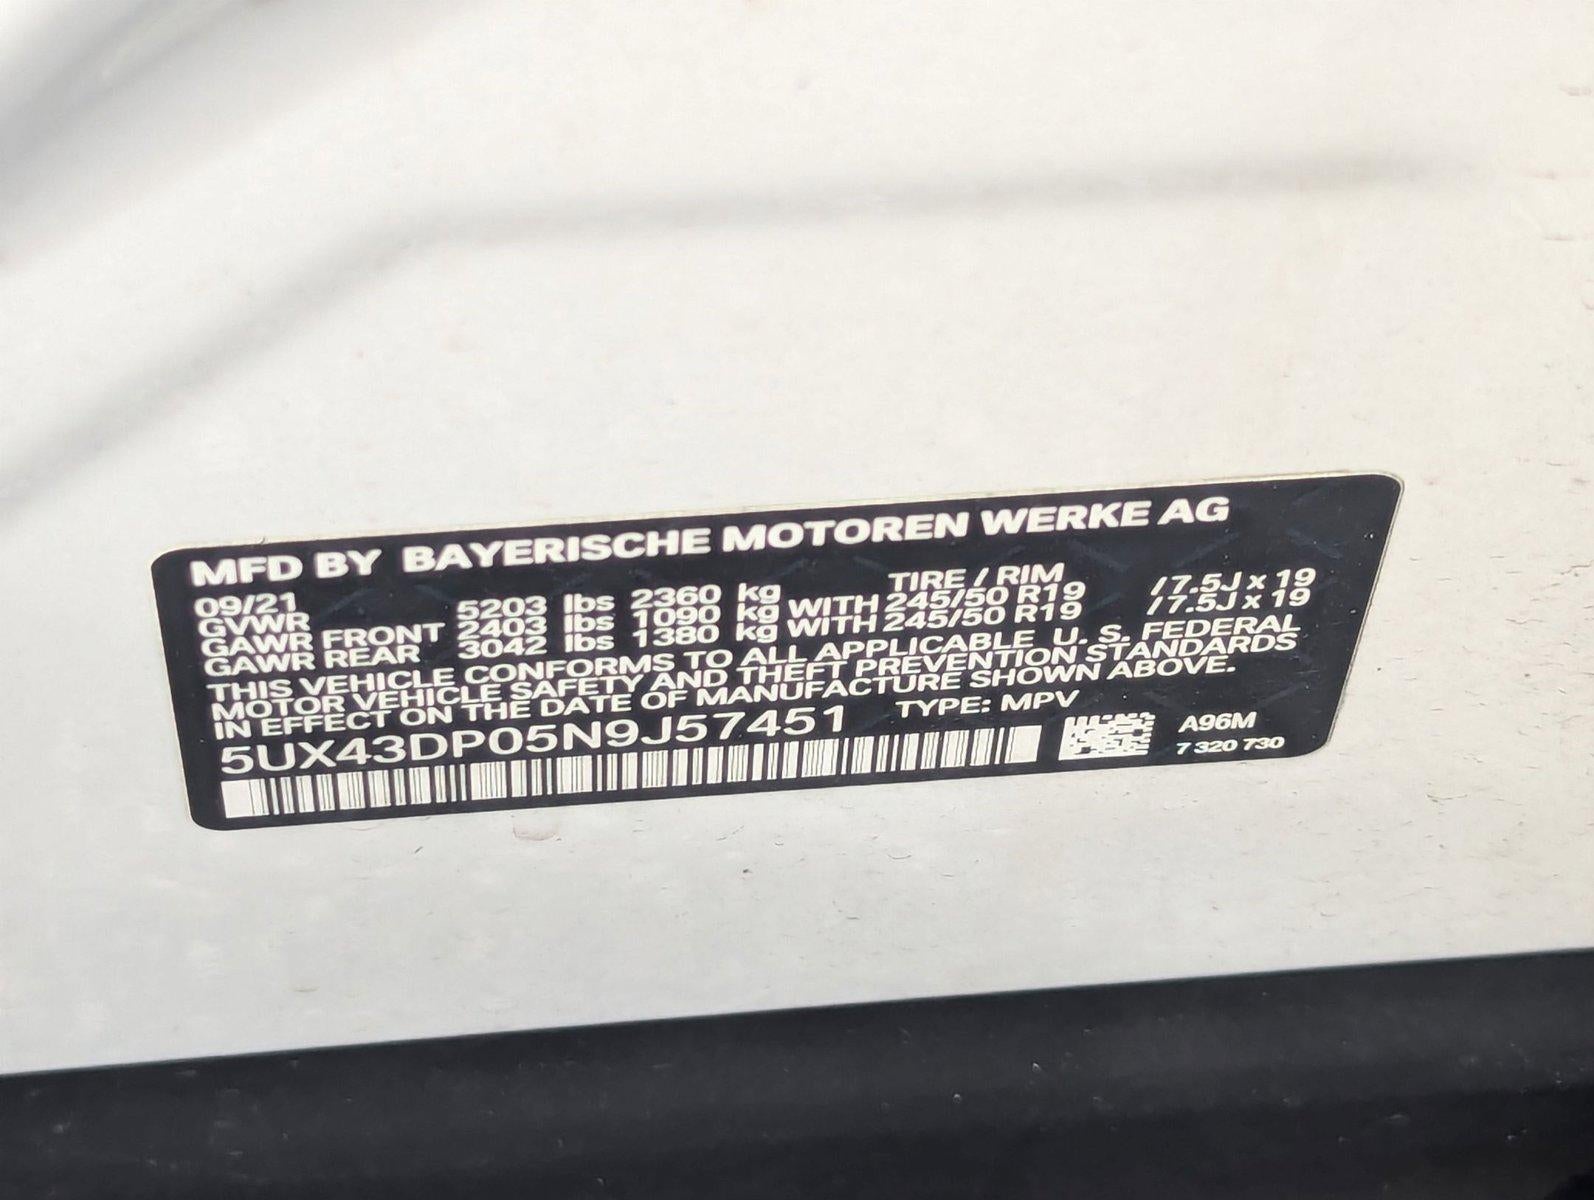 MFD BY BAYERISCHE MOTOREN WERKE AG
09/21 TIRE / RIM
GVWR 5203 lbs 2360 kg
GAWR FRONT 2403 lbs 1090 kg WITH 245/50 R19 /7.5J x 19
GAWR REAR 3042 lbs 1380 kg WITH 245/50 R19 /7.5J x 19
THIS VEHICLE CONFORMS TO ALL APPLICABLE U. S. FEDERAL
MOTOR VEHICLE SAFETY AND THEFT PREVENTION STANDARDS
IN EFFECT ON THE DATE OF MANUFACTURE SHOWN ABOVE.
5UX43DP05N9J57451 TYPE: MPV
A96M
7 320 730